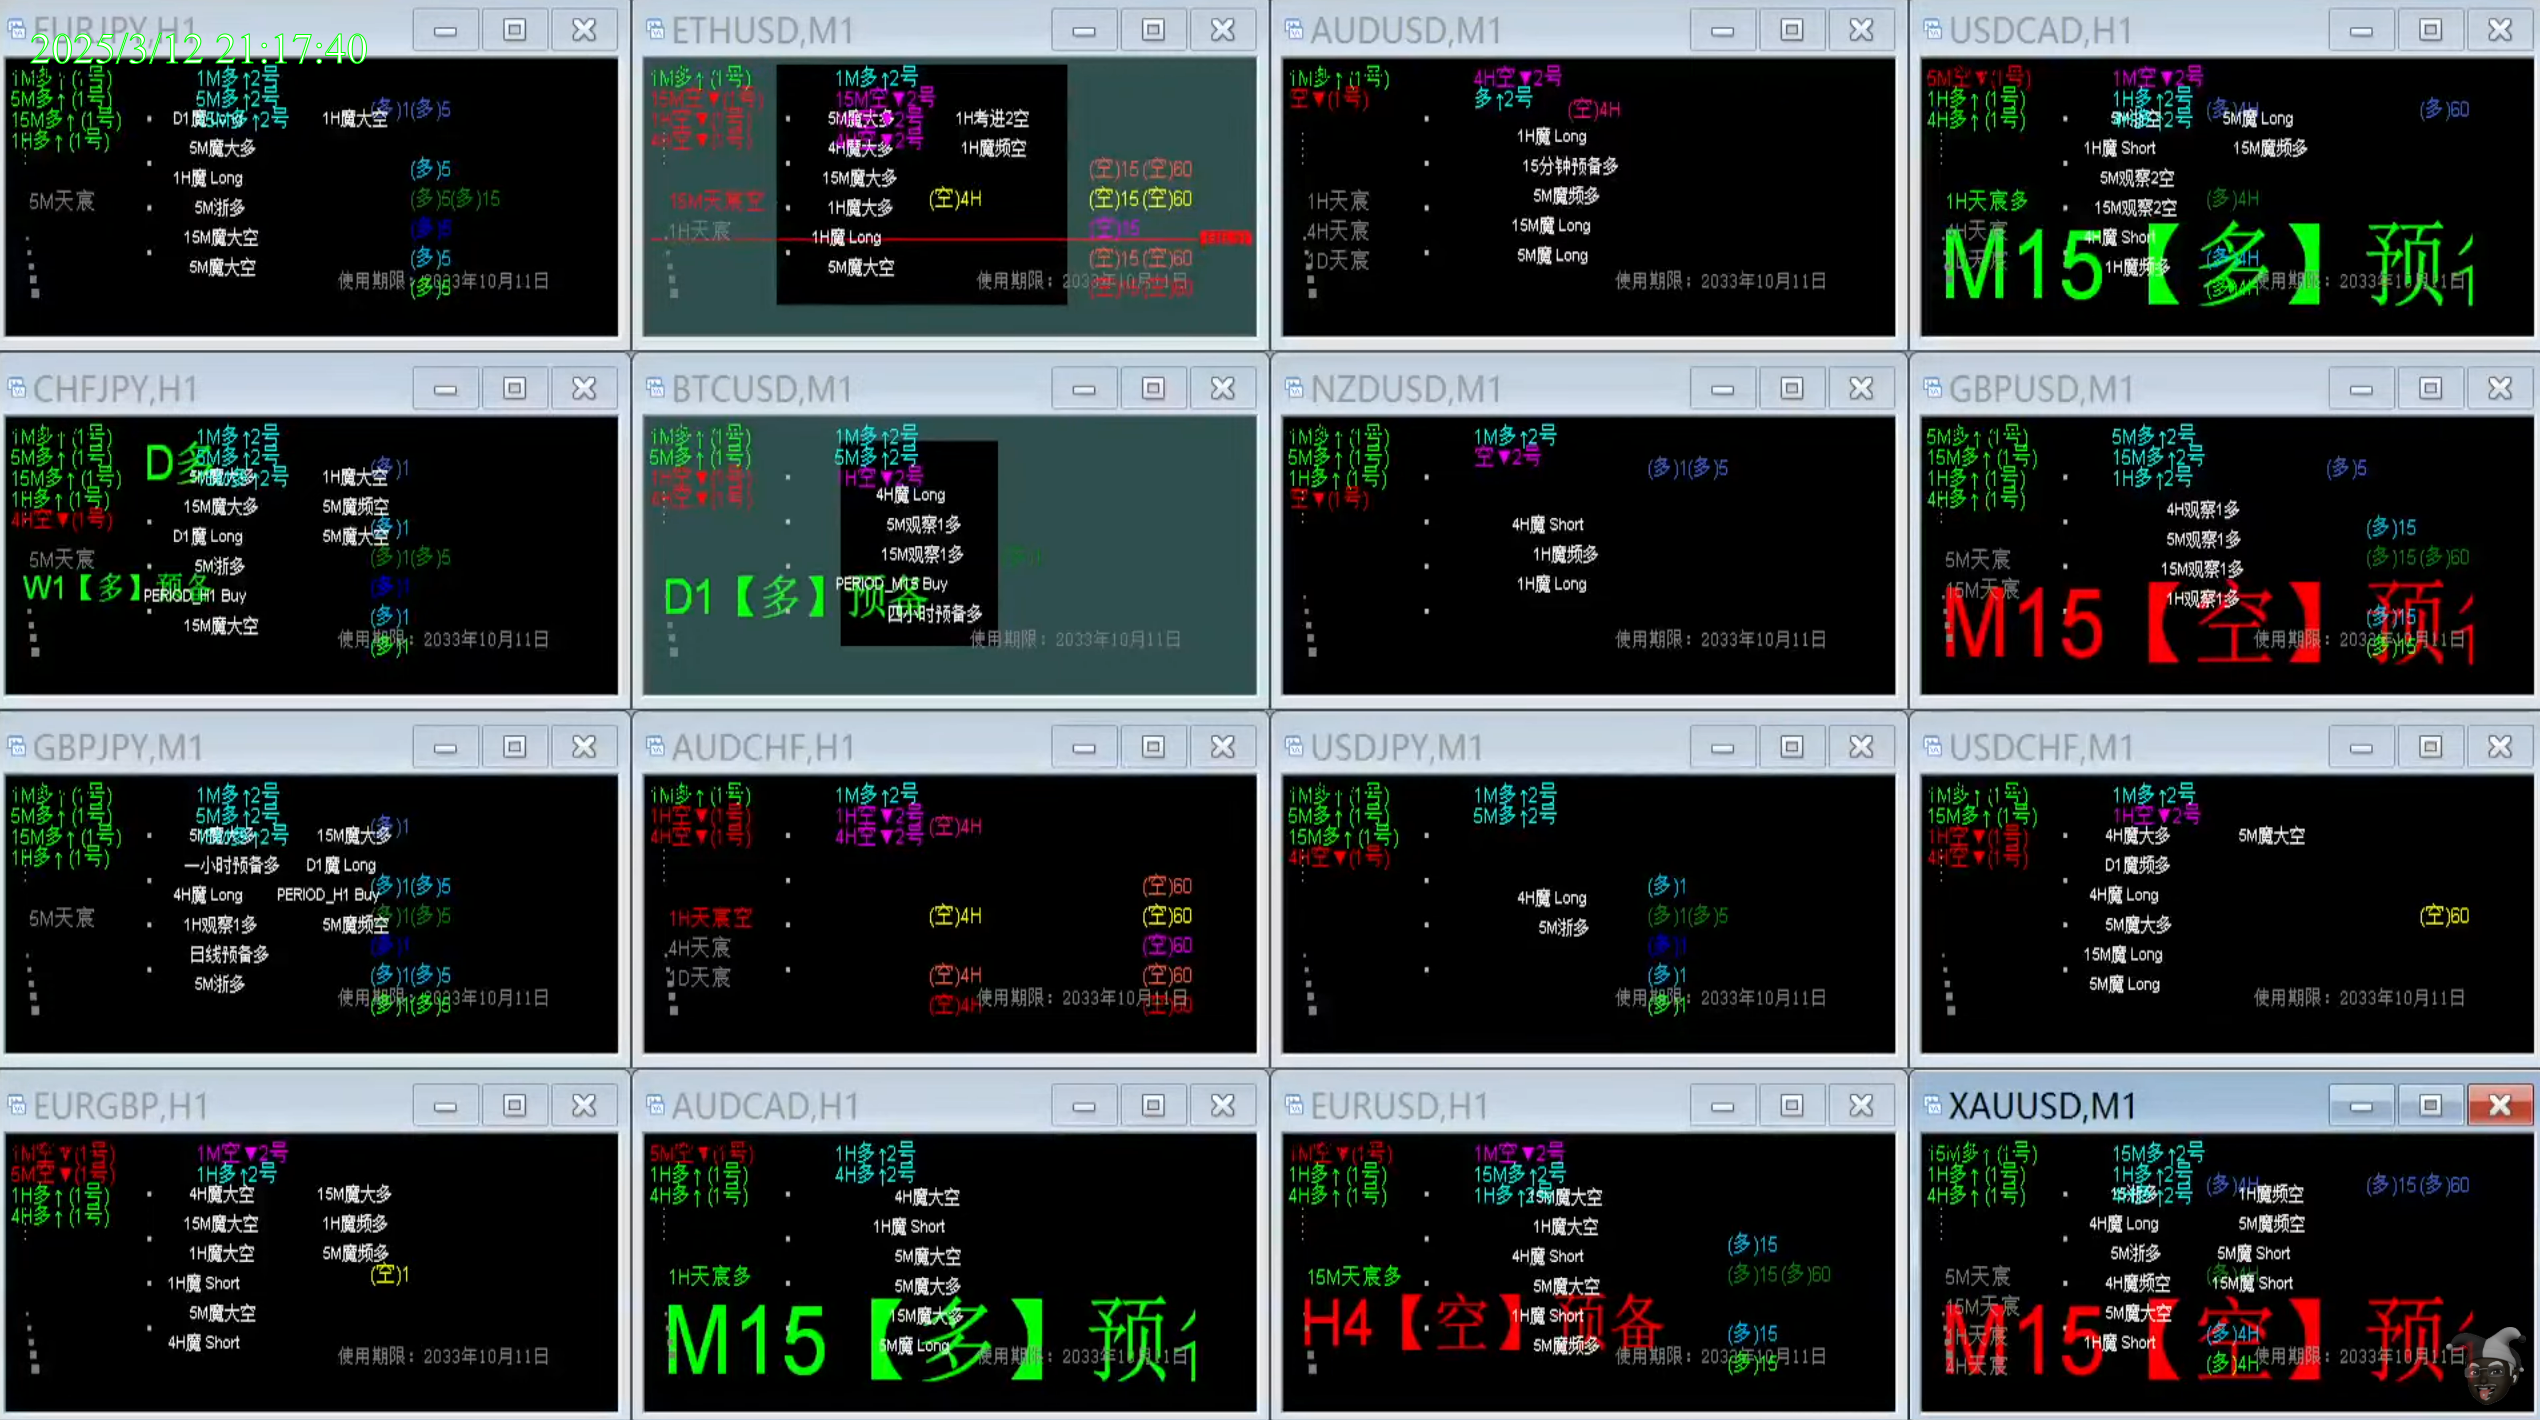 EURJPY,H1
2025/3/12 21:17:40
1M多↑(1号)
5M多↑(1号)
15M多↑(1号)
1H多↑(1号)
1M多↑2号
5M多↑2号
1H魔大空
(多)1(多)5
5M魔大多
1H魔 Long
(多)5
5M天宸
5M浙多
(多)5(多)15
15M魔大空
(多)5
5M魔大空
(多)5
使用期限：2033年10月11日
(多)5
ETHUSD,M1
1M多↑(1号)
15M空▼(1号)
1H空▼(1号)
4H空▼(1号)
1M多↑2号
15M空▼2号
5M魔大多
1H考进2空
4H魔大多
1H魔频空
15M魔大多
(空)15(空)60
15M天宸空
1H魔大多
(空)4H
(空)15(空)60
1H天宸
1H魔 Long
(空)15
5M魔大空
(空)15(空)60
使用期限：2033年10月11日
AUDUSD,M1
1M多↑(1号)
空▼(1号)
4H空▼2号
多↑2号
(空)4H
1H魔 Long
15分钟预备多
5M魔频多
1H天宸
15M魔 Long
4H天宸
5M魔 Long
1D天宸
使用期限：2033年10月11日
USDCAD,H1
5M空▼(1号)
1H多↑(1号)
4H多↑(1号)
1M空▼2号
1H多↑2号
(多)4H
(多)60
5M魔 Long
1H魔 Short
15M魔频多
5M观察2空
1H天宸多
15M观察2空
(多)4H
4H天宸
4H魔 Short
1H魔频多
(多)4H
M15【多】预
使用期限：2033年10月11日
CHFJPY,H1
1M多↑(1号)
5M多↑(1号)
15M多↑(1号)
1H多↑(1号)
4H空▼(1号)
D多
1M多↑2号
5M多↑2号
(多)1
5M魔大多
1H魔大空
15M魔大多
5M魔频空
D1魔 Long
5M魔大空
(多)1
5M天宸
5M浙多
(多)1(多)5
W1【多】预备
PERIOD_H1 Buy
(多)1
15M魔大空
(多)1
使用期限：2033年10月11日
(多)1
BTCUSD,M1
1M多↑(1号)
5M多↑(1号)
1H空▼(1号)
4H空▼(1号)
1M多↑2号
5M多↑2号
1H空▼2号
4H魔 Long
5M观察1多
15M观察1多
PERIOD_M15 Buy
D1【多】预备
四小时预备多
使用期限：2033年10月11日
NZDUSD,M1
1M多↑(1号)
5M多↑(1号)
1H多↑(1号)
空▼(1号)
1M多↑2号
空▼2号
(多)1(多)5
4H魔 Short
1H魔频多
1H魔 Long
使用期限：2033年10月11日
GBPUSD,M1
5M多↑(1号)
15M多↑(1号)
1H多↑(1号)
4H多↑(1号)
5M多↑2号
15M多↑2号
1H多↑2号
(多)5
4H观察1多
5M观察1多
(多)15
5M天宸
15M观察1多
(多)15(多)60
15M天宸
1H观察1多
M15【空】预
(多)15
使用期限：2033年10月11日
(多)15
GBPJPY,M1
1M多↑(1号)
5M多↑(1号)
15M多↑(1号)
1H多↑(1号)
1M多↑2号
5M多↑2号
(多)1
5M魔大多
15M魔大多
一小时预备多
D1魔 Long
4H魔 Long
PERIOD_H1 Buy
(多)1(多)5
5M天宸
1H观察1多
5M魔频空
(多)1(多)5
日线预备多
(多)1
5M浙多
(多)1(多)5
使用期限：2033年10月11日
(多)1(多)5
AUDCHF,H1
1M多↑(1号)
1H空▼(1号)
4H空▼(1号)
1M多↑2号
1H空▼2号
4H空▼2号
(空)4H
(空)60
1H天宸空
(空)4H
(空)60
4H天宸
(空)60
1D天宸
(空)4H
(空)60
(空)4H
使用期限：2033年10月11日
(空)60
USDJPY,M1
1M多↑(1号)
5M多↑(1号)
15M多↑(1号)
4H空▼(1号)
1M多↑2号
5M多↑2号
4H魔 Long
(多)1
5M浙多
(多)1(多)5
(多)1
(多)1
使用期限：2033年10月11日
(多)1
USDCHF,M1
1M多↑(1号)
15M多↑(1号)
1H空▼(1号)
4H空▼(1号)
1M多↑2号
1H空▼2号
4H魔大多
5M魔大空
D1魔频多
4H魔 Long
5M魔大多
(空)60
15M魔 Long
5M魔 Long
使用期限：2033年10月11日
EURGBP,H1
1M空▼(1号)
5M空▼(1号)
1H多↑(1号)
4H多↑(1号)
1M空▼2号
1H多↑2号
4H魔大空
15M魔大多
15M魔大空
1H魔频多
1H魔大空
5M魔频多
(空)1
1H魔 Short
5M魔大空
4H魔 Short
使用期限：2033年10月11日
AUDCAD,H1
5M空▼(1号)
1H多↑(1号)
4H多↑(1号)
1H多↑2号
4H多↑2号
4H魔大空
1H魔 Short
5M魔大空
1H天宸多
5M魔大多
15M魔大多
5M魔 Long
M15【多】预
使用期限：2033年10月11日
EURUSD,H1
1M空▼(1号)
1H多↑(1号)
4H多↑(1号)
1M空▼2号
15M多↑2号
1H多↑2号
15M魔大空
1H魔大空
4H魔 Short
(多)15
15M天宸多
5M魔大空
(多)15(多)60
1H魔 Short
H4【空】预备
5M魔频多
(多)15
使用期限：2033年10月11日
(多)15
XAUUSD,M1
15M多↑(1号)
1H多↑(1号)
4H多↑(1号)
15M多↑2号
1H多↑2号
(多)4H
(多)15(多)60
1H魔频空
4H魔 Long
5M魔频空
5M浙多
5M魔 Short
5M天宸
4H魔频空
15M魔 Short
15M天宸
5M魔大空
1H天宸
1H魔 Short
(多)4H
4H天宸
(多)4H
M15【空】预
使用期限：2033年10月11日